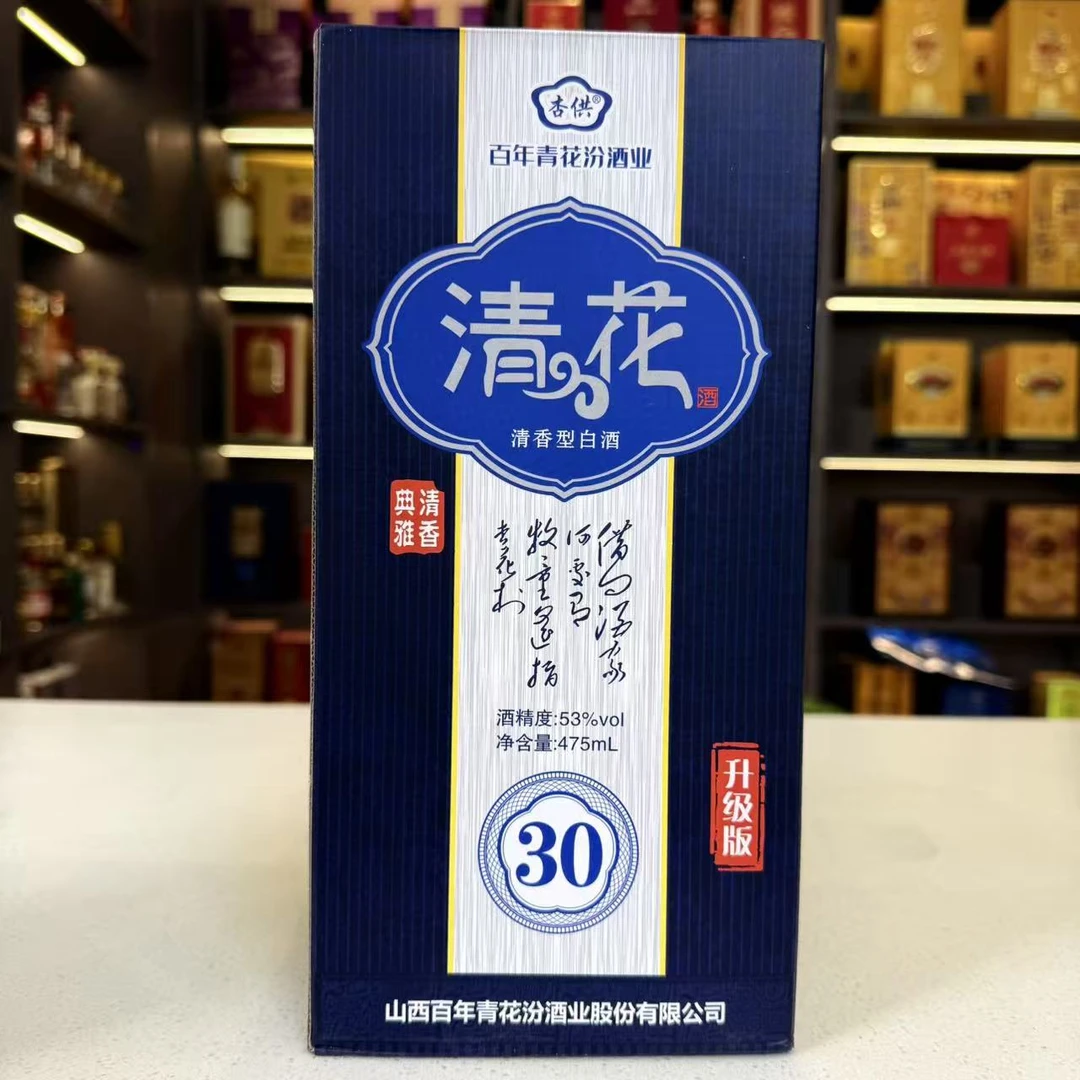 杏供®
百年青花汾酒业
清花
酒
清香型白酒
清香
典雅
借问酒家
何处有
牧童遥指
杏花村
酒精度:53%vol
净含量:475mL
30
升级版
山西百年青花汾酒业股份有限公司